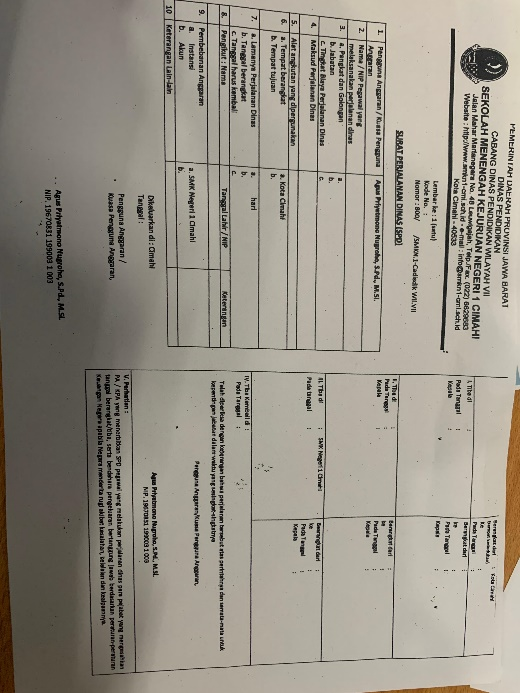 PEMERINTAH DAERAH PROVINSI JAWA BARAT
DINAS PENDIDIKAN
CABANG DINAS PENDIDIKAN WILAYAH VII
SEKOLAH MENENGAH KEJURUAN NEGERI 1 CIMAHI
Jalan Mahar Martanegara No. 48 Leuwigajah, Telp./Fax. (022) 6629683
Website : http://www.smkn1-cmi.sch.id - e-mail : info@smkn1-cmi.sch.id
Kota Cimahi - 40533
Lembar ke : 1 (satu)
Kode No. :
Nomor : 800/ /SMKN.1-Cadisdik WIL.VII
SURAT PERJALANAN DINAS (SPD)
1. Pengguna Anggaran / Kuasa Pengguna Anggaran Agus Priyatmono Nugroho, S.Pd., M.Si.
2. Nama / NIP Pegawai yang melaksanakan perjalanan dinas
3. a. Pangkat dan Golongan a.
b. Jabatan b.
c. Tingkat Biaya Perjalanan Dinas c.
4. Maksud Perjalanan Dinas
5. Alat angkutan yang dipergunakan
6. a. Tempat berangkat a. Kota Cimahi
b. Tempat tujuan b.
7. a. Lamanya Perjalanan Dinas a. hari
b. Tanggal berangkat b.
c. Tanggal harus kembali c.
8. Pengikut : Nama Tanggal Lahir / NIP Keterangan
9. Pembebanan Anggaran
a. Instansi a. SMK Negeri 1 Cimahi
b. Akun b.
10 Keterangan Lain-lain
Dikeluarkan di : Cimahi
Tanggal :
Pengguna Anggaran /
Kuasa Pengguna Anggaran,
Agus Priyatmono Nugroho, S.Pd., M.Si.
NIP. 19670831 199003 1 003
Berangkat dari : Kota Cimahi
ke :
Pada Tanggal :
Kepala
I. Tiba di :
Pada Tanggal :
Kepala
Berangkat dari :
ke :
Pada Tanggal :
Kepala
II. Tiba di :
Pada Tanggal :
Kepala
Berangkat dari :
ke :
Pada Tanggal :
Kepala
III. Tiba di : SMK Negeri 1 Cimahi
Pada tanggal :
Berangkat dari :
ke :
Pada Tanggal :
Kepala
IV. Tiba Kembali di :
Pada Tanggal :
Telah diperiksa dengan keterangan bahwa perjalanan tersebut atas perintahnya dan semata-mata untuk
kepentingan jabatan dalam waktu yang sesingkat-singkatnya.
Pengguna Anggaran/Kuasa Pengguna Anggaran,
Agus Priyatmono Nugroho, S.Pd., M.Si.
NIP. 19670831 199003 1 003
V. Perhatian :
PA / KPA yang menerbitkan SPD pegawai yang melakukan perjalanan dinas para pejabat yang mengesahkan
tanggal berangkat/tiba, serta bendahara pengeluaran bertanggung jawab berdasarkan peraturan-peraturan
Keuangan Negara apabila Negara menderita rugi akibat kesalahan, kelalaian dan kealpaannya.